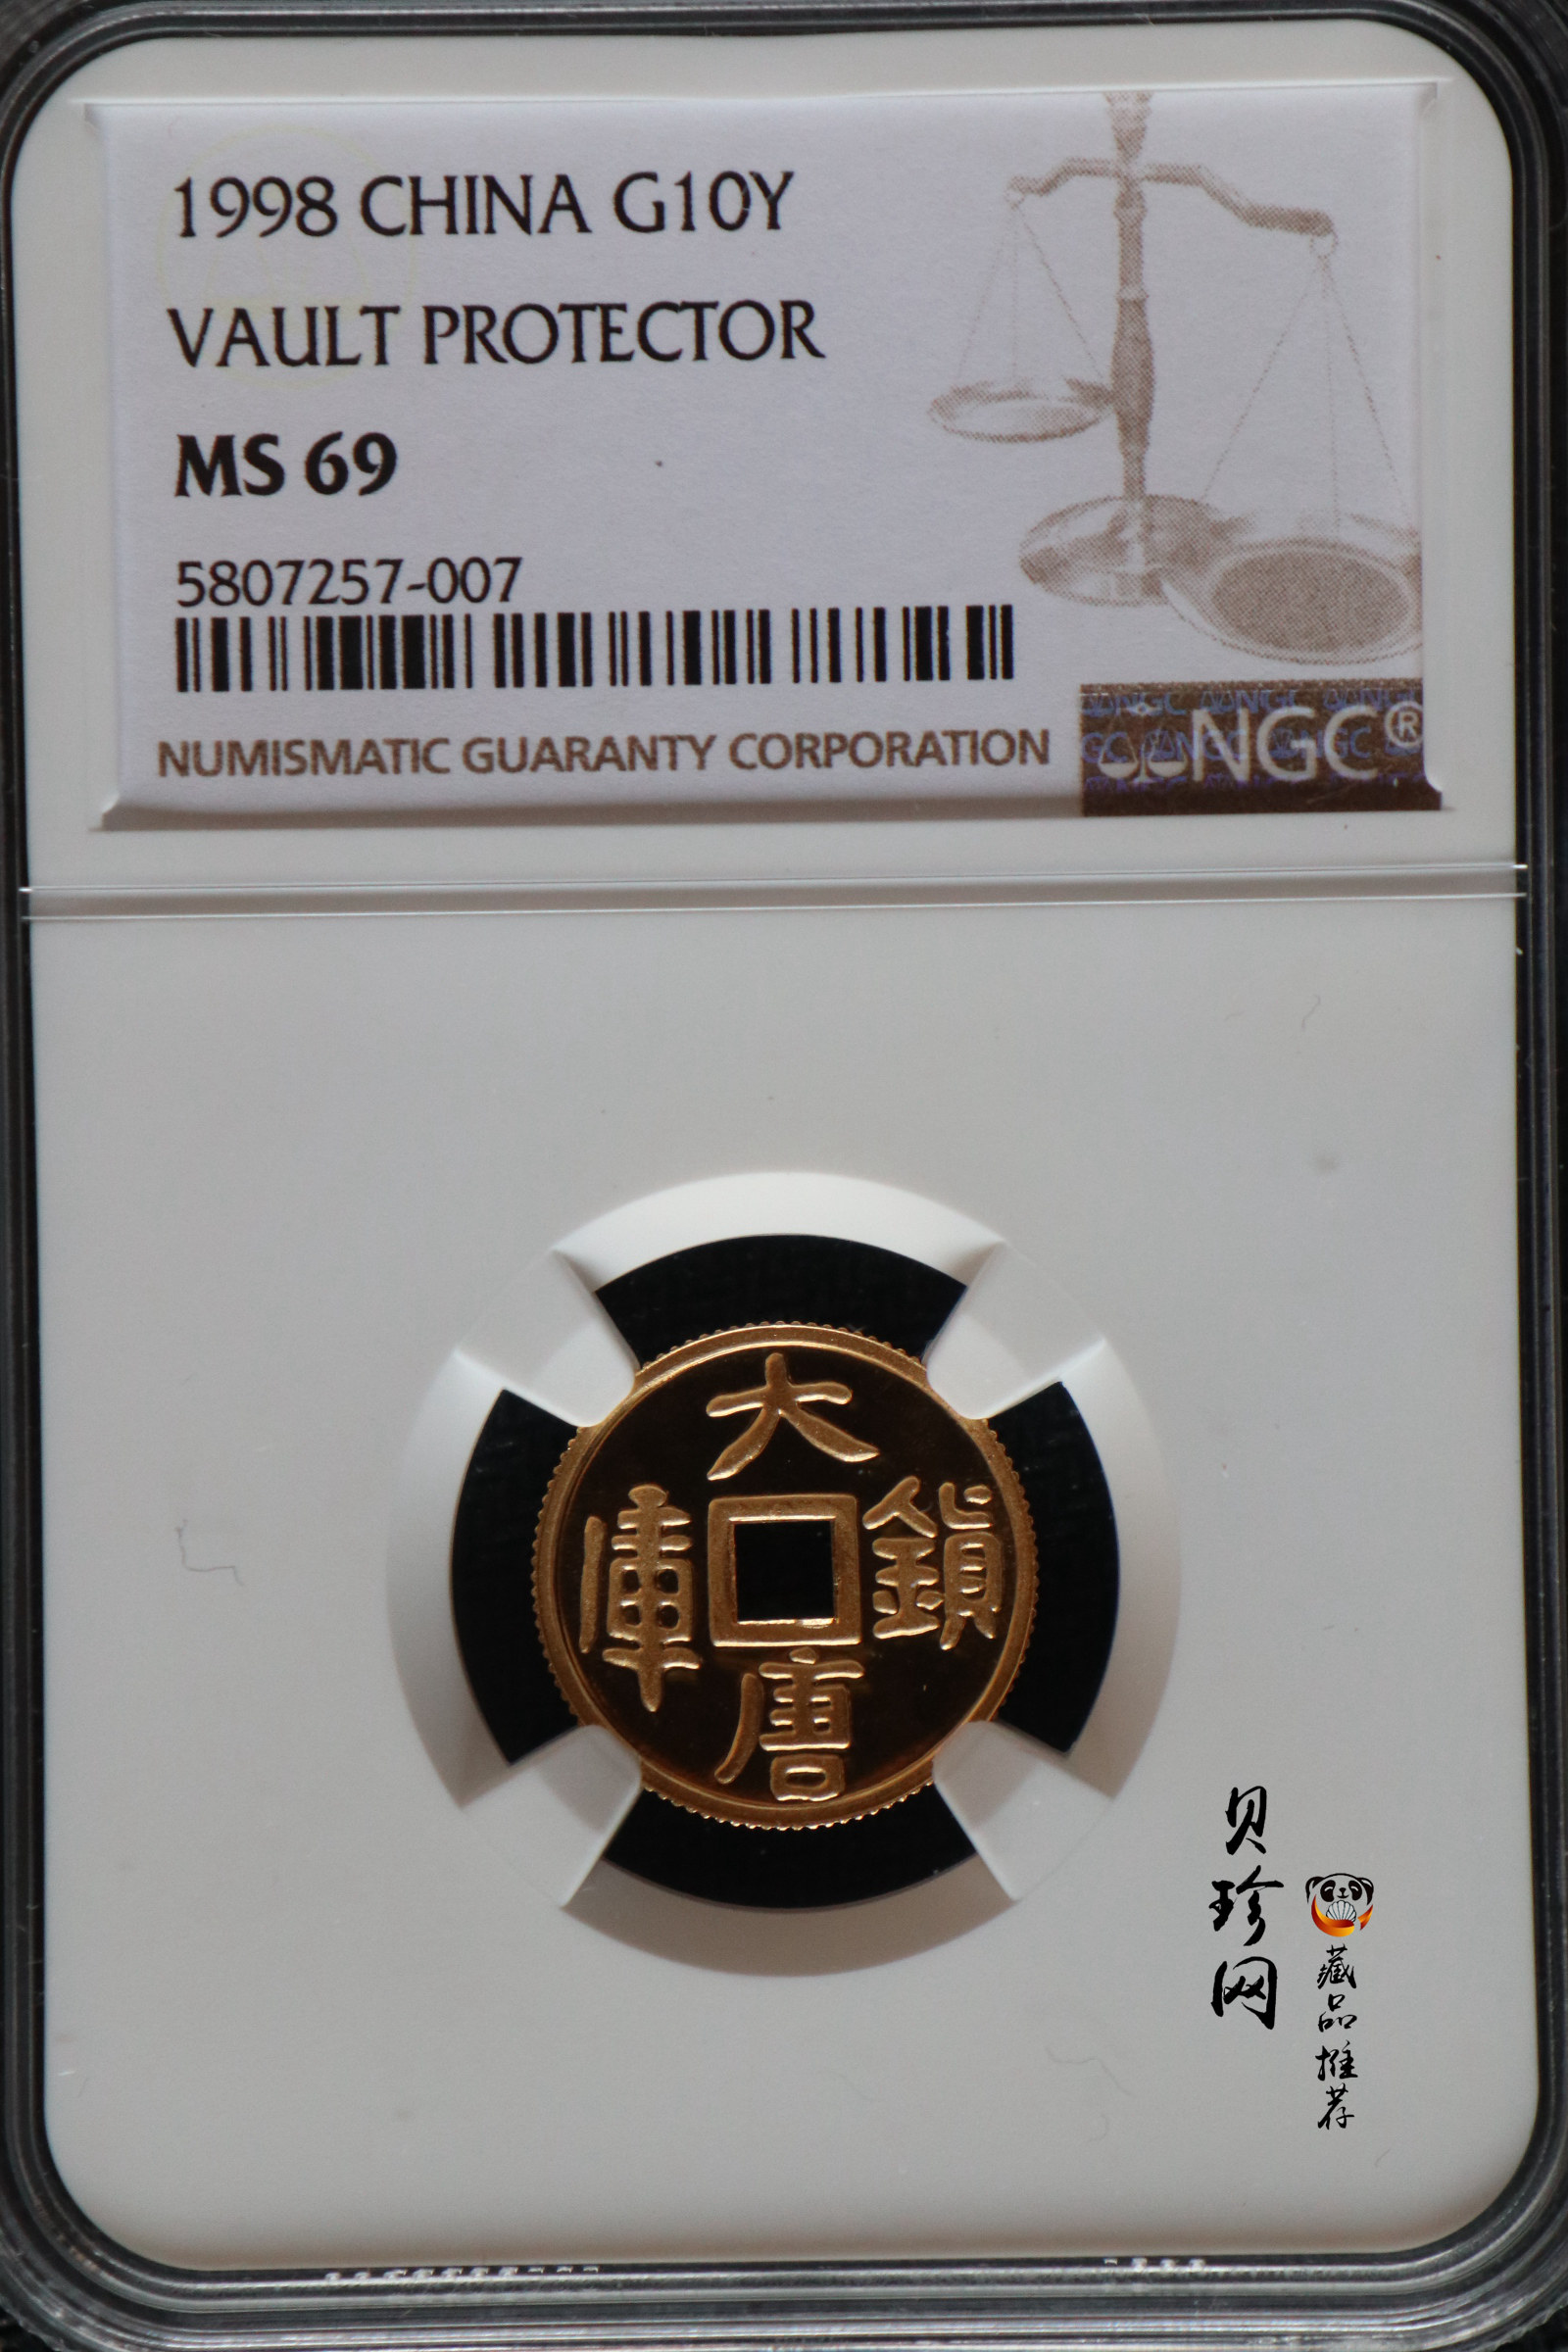 1998 CHINA G10Y
VAULT PROTECTOR
MS 69
5807257-007
NUMISMATIC GUARANTY CORPORATION
NGC®
大
庫 鎮
唐
贝珍网
藏品推荐